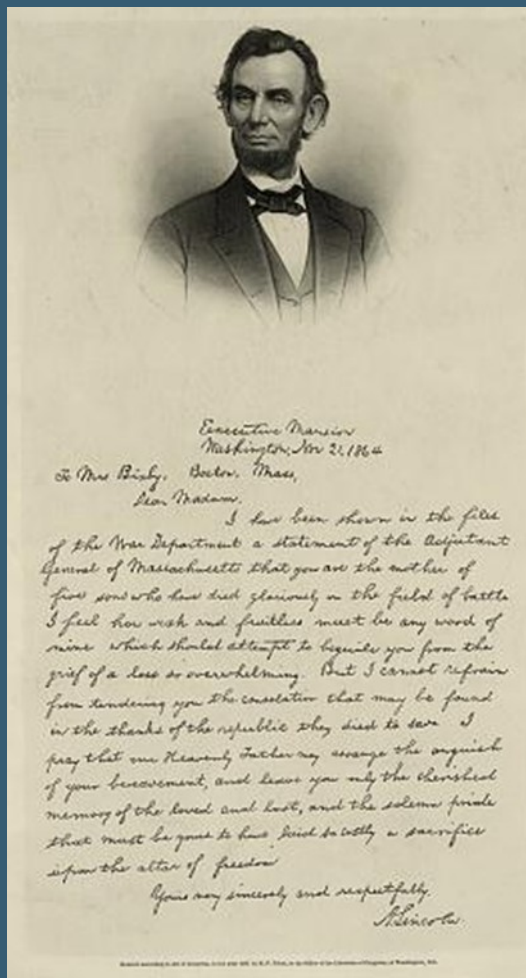 Executive Mansion
Washington, Nov 21, 1864
To Mrs Bixby, Boston, Mass,
Dear Madam,
I have been shown in the files
of the War Department a statement of the Adjutant
General of Massachusetts that you are the mother of
five sons who have died gloriously on the field of battle
I feel how weak and fruitless must be any word of
mine which should attempt to beguile you from the
grief of a loss so overwhelming. But I cannot refrain
from tendering you the consolation that may be found
in the thanks of the republic they died to save I
pray that our Heavenly Father may assuage the anguish
of your bereavement, and leave you only the cherished
memory of the loved and lost, and the solemn pride
that must be yours to have laid so costly a sacrifice
upon the altar of freedom
Yours very sincerely and respectfully,
A. Lincoln